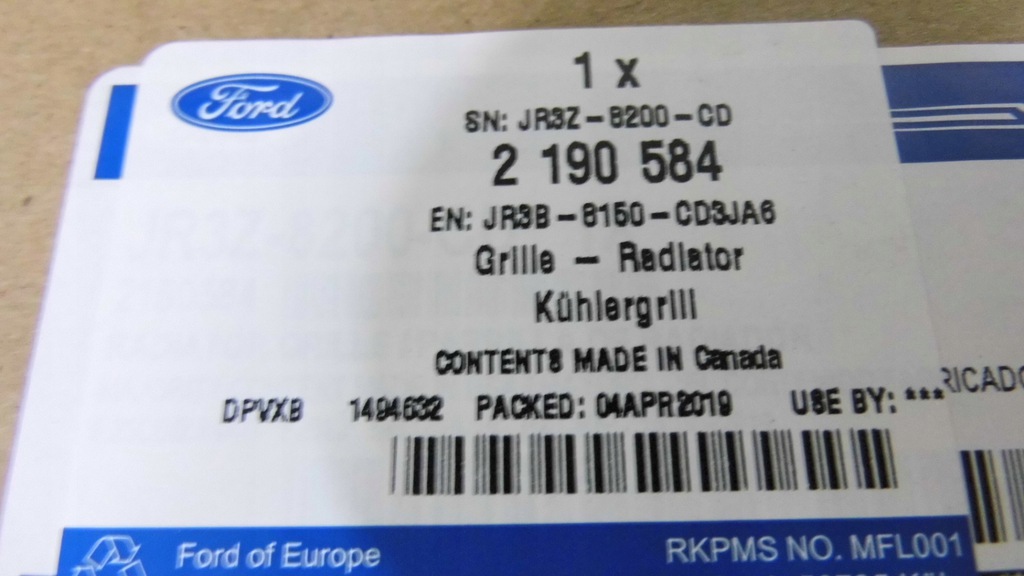 Ford
1 x
SN: JR3Z-8200-CD
2 190 584
EN: JR3B-8150-CD3JA6
Grille - Radiator
Kühlergrill
CONTENTS MADE IN Canada
DPVXB 1494632 PACKED: 04APR2019 USE BY: ***
RICADO
Ford of Europe
RKPMS NO. MFL001